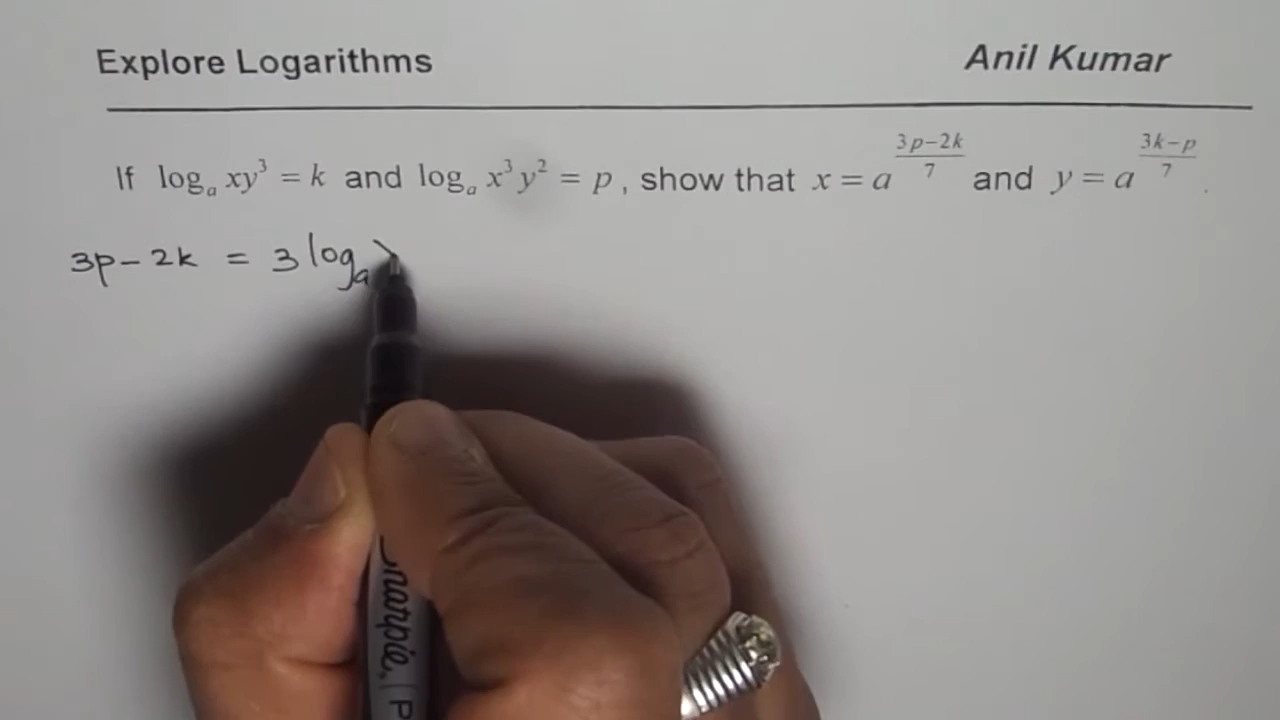 Explore Logarithms Anil Kumar
If logₐ xy³ = k and logₐ x³y² = p, show that x = a^((3p−2k)/7) and y = a^((3k−p)/7).
3p − 2k = 3 logₐ